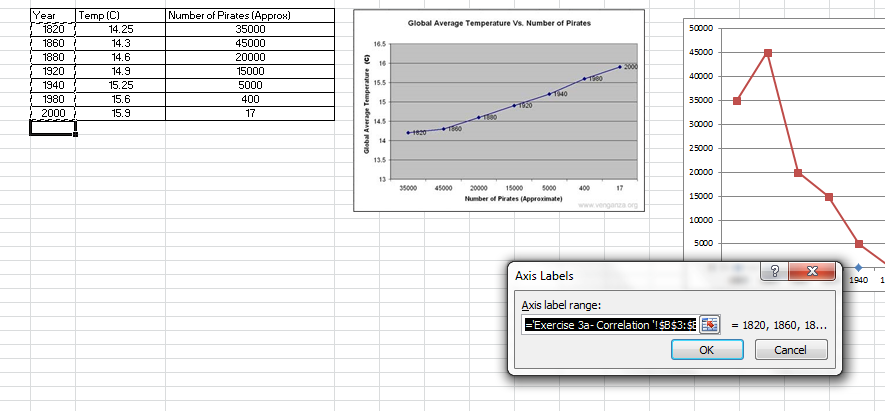 Year Temp (C) Number of Pirates (Approx)
1820 14.25 35000
1860 14.3 45000
1880 14.6 20000
1920 14.9 15000
1940 15.25 5000
1980 15.6 400
2000 15.9 17
Global Average Temperature Vs. Number of Pirates
Global Average Temperature (C)
16.5
16
15.5
15
14.5
14
13.5
13
1820
1860
1880
1920
1940
1980
2000
35000 45000 20000 15000 5000 400 17
Number of Pirates (Approximate)
www.venganza.org
50000
45000
40000
35000
30000
25000
20000
15000
10000
5000
1940 1
Axis Labels
Axis label range:
='Exercise 3a- Correlation '!$B$3:$E = 1820, 1860, 18...
OK Cancel